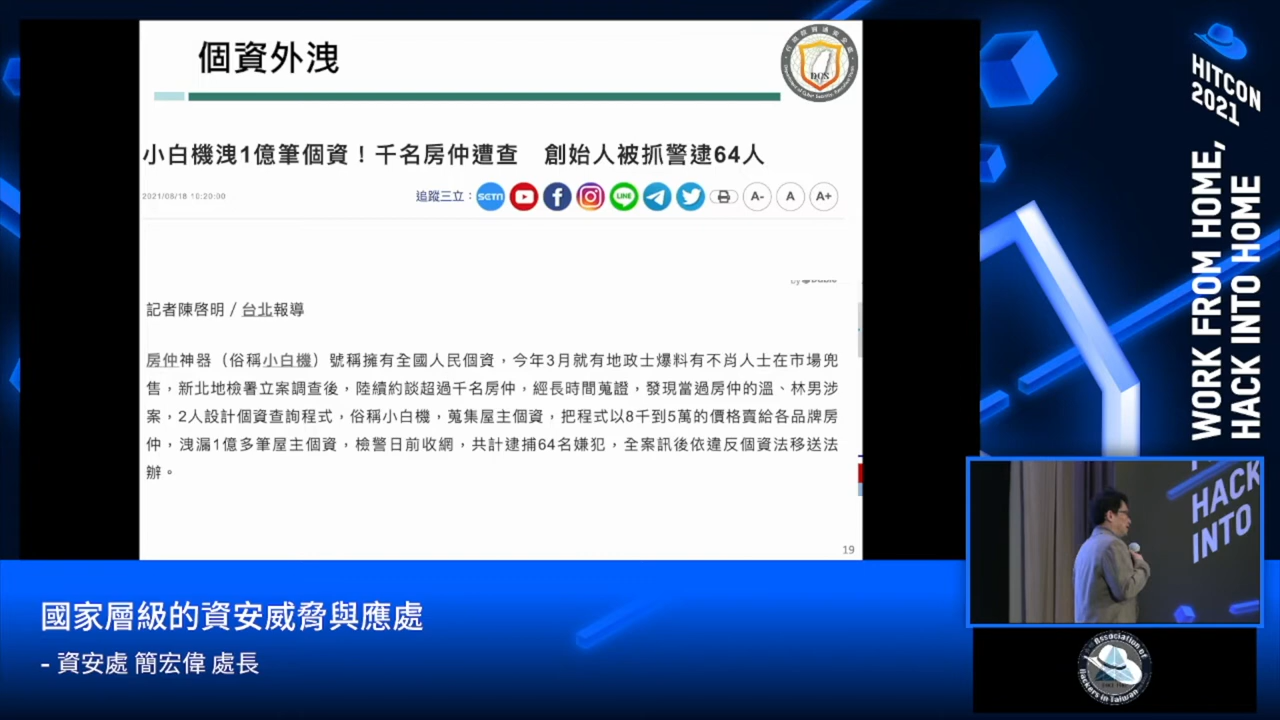 個資外洩
DCS
小白機洩1億筆個資！千名房仲遭查　創始人被抓警逮64人
2021/08/18 10:20:00
追蹤三立：
SETN
LINE
A-
A
A+
記者陳啓明 / 台北報導
房仲神器（俗稱小白機）號稱擁有全國人民個資，今年3月就有地政士爆料有不肖人士在市場兜
售，新北地檢署立案調查後，陸續約談超過千名房仲，經長時間蒐證，發現當過房仲的溫、林男涉
案，2人設計個資查詢程式，俗稱小白機，蒐集屋主個資，把程式以8千到5萬的價格賣給各品牌房
仲，洩漏1億多筆屋主個資，檢警日前收網，共計逮捕64名嫌犯，全案訊後依違反個資法移送法
辦。
19
HITCON
2021
WORK FROM HOME,
HACK INTO HOME
HACK
INTO
國家層級的資安威脅與應處
- 資安處 簡宏偉 處長
Association of
Hackers in Taiwan